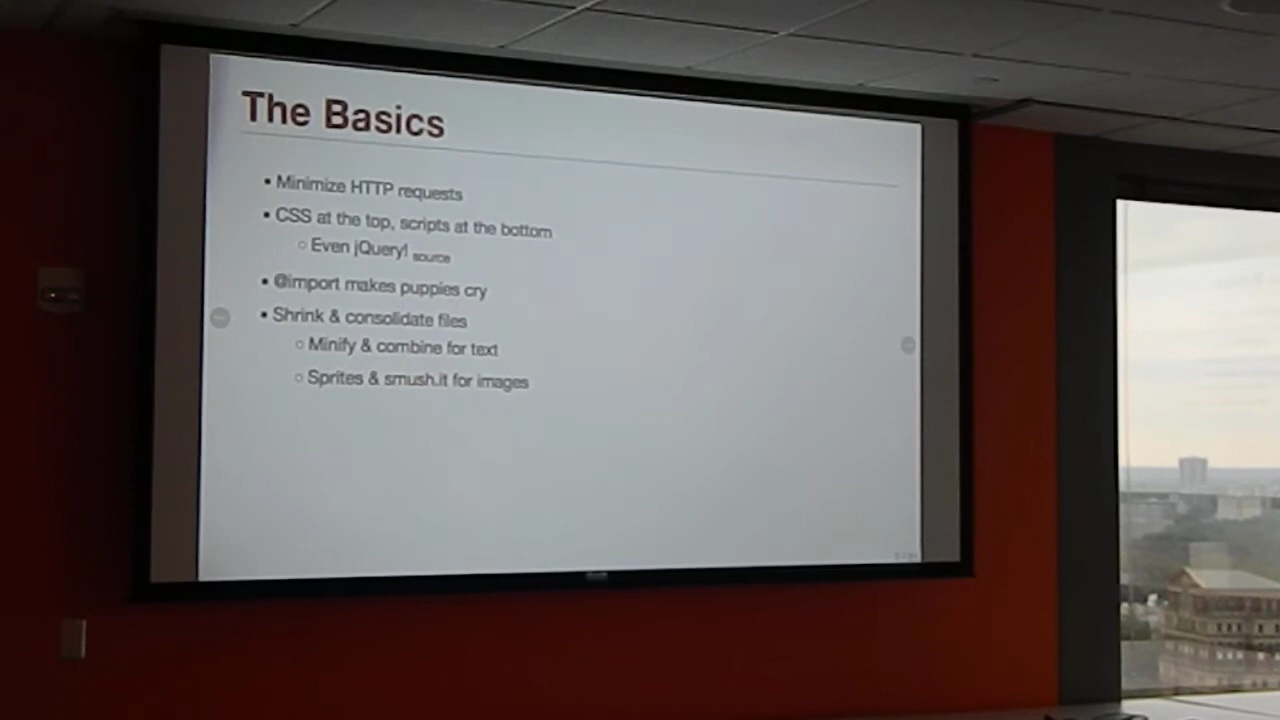 The Basics
• Minimize HTTP requests
• CSS at the top, scripts at the bottom
○ Even jQuery! source
• @import makes puppies cry
• Shrink & consolidate files
○ Minify & combine for text
○ Sprites & smush.it for images